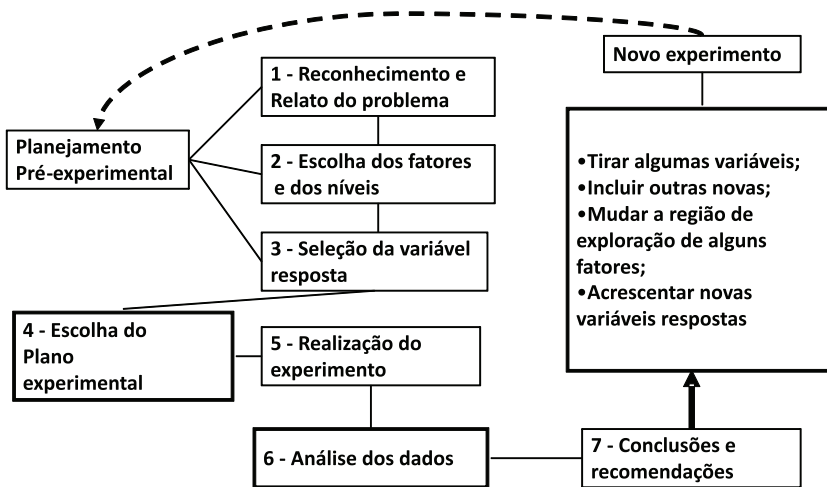 Planejamento
Pré-experimental
1 - Reconhecimento e
Relato do problema
2 - Escolha dos fatores
e dos níveis
3 - Seleção da variável
resposta
4 - Escolha do
Plano
experimental
5 - Realização do
experimento
6 - Análise dos dados
7 - Conclusões e
recomendações
•Tirar algumas variáveis;
•Incluir outras novas;
•Mudar a região de
exploração de alguns
fatores;
•Acrescentar novas
variáveis respostas
Novo experimento